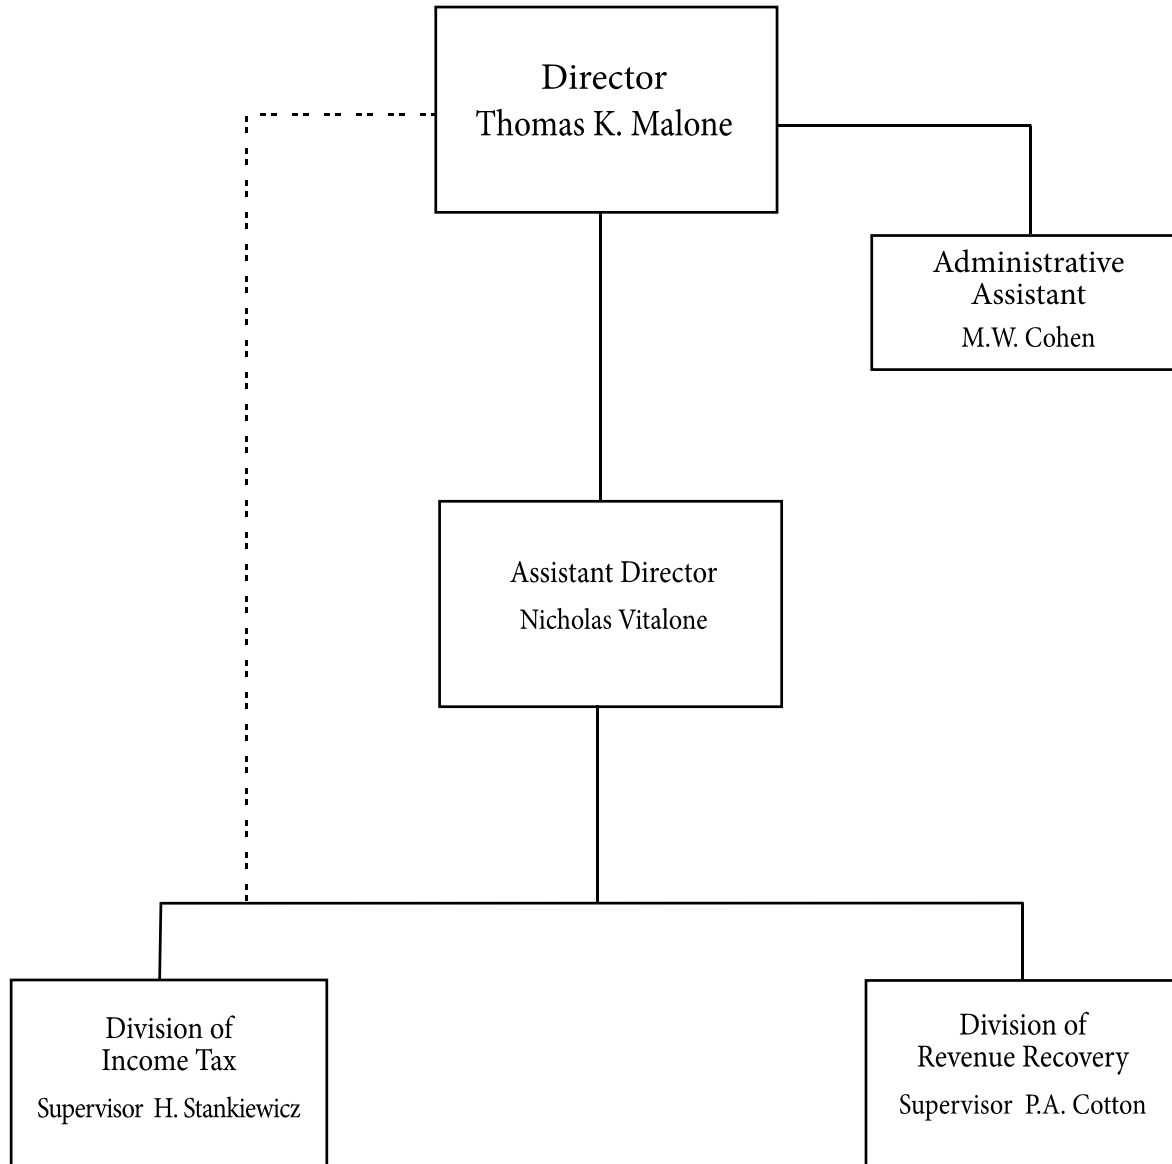 Director
Thomas K. Malone
Administrative
Assistant
M.W. Cohen
Assistant Director
Nicholas Vitalone
Division of
Income Tax
Supervisor H. Stankiewicz
Division of
Revenue Recovery
Supervisor P.A. Cotton